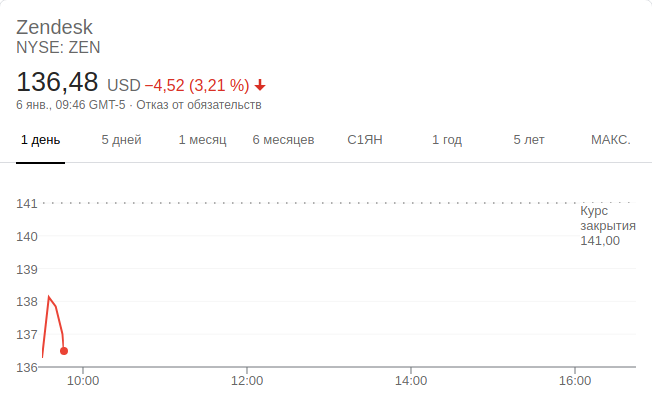 Zendesk
NYSE: ZEN
136,48 USD −4,52 (3,21 %)
6 янв., 09:46 GMT-5 · Отказ от обязательств
1 день 5 дней 1 месяц 6 месяцев С1ЯН 1 год 5 лет МАКС.
141
Курс
закрытия
141,00
140
139
138
137
136
10:00 12:00 14:00 16:00